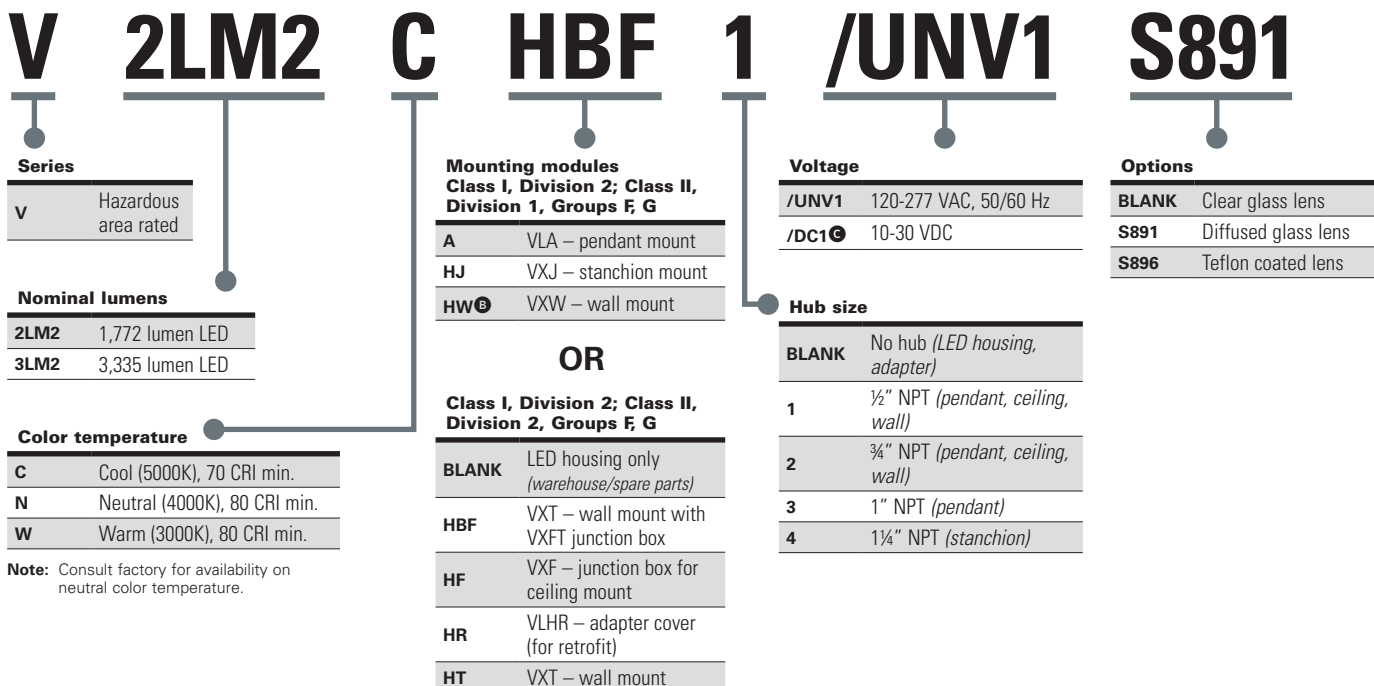 V 2LM2 C HBF 1 /UNV1 S891
Series
V Hazardous
area rated
Nominal lumens
2LM2 1,772 lumen LED
3LM2 3,335 lumen LED
Color temperature
C Cool (5000K), 70 CRI min.
N Neutral (4000K), 80 CRI min.
W Warm (3000K), 80 CRI min.
Note: Consult factory for availability on
neutral color temperature.
Mounting modules
Class I, Division 2; Class II,
Division 1, Groups F, G
A VLA – pendant mount
HJ VXJ – stanchion mount
HWⒷ VXW – wall mount
OR
Class I, Division 2; Class II,
Division 2, Groups F, G
BLANK LED housing only
(warehouse/spare parts)
HBF VXT – wall mount with
VXFT junction box
HF VXF – junction box for
ceiling mount
HR VLHR – adapter cover
(for retrofit)
HT VXT – wall mount
Voltage
/UNV1 120-277 VAC, 50/60 Hz
/DC1Ⓒ 10-30 VDC
Hub size
BLANK No hub (LED housing,
adapter)
1 ½” NPT (pendant, ceiling,
wall)
2 ¾” NPT (pendant, ceiling,
wall)
3 1” NPT (pendant)
4 1¼” NPT (stanchion)
Options
BLANK Clear glass lens
S891 Diffused glass lens
S896 Teflon coated lens